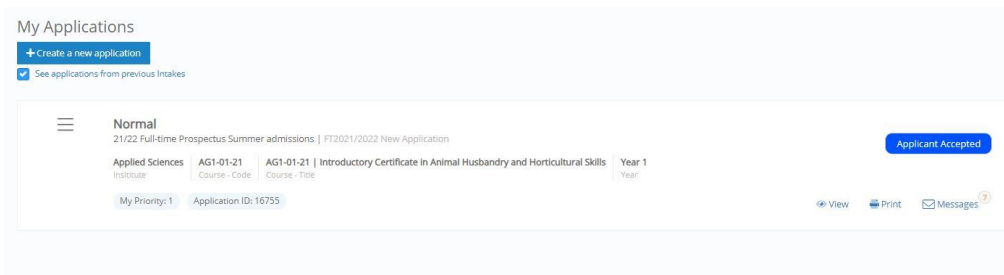 My Applications
+Create a new application
See applications from previous Intakes
Normal
21/22 Full-time Prospectus Summer admissions | FT2021/2022 New Application
Applicant Accepted
Applied Sciences AG1-01-21 AG1-01-21 | Introductory Certificate in Animal Husbandry and Horticultural Skills Year 1
Institute Course - Code Course - Title Year
My Priority: 1 Application ID: 16755
View Print Messages 7